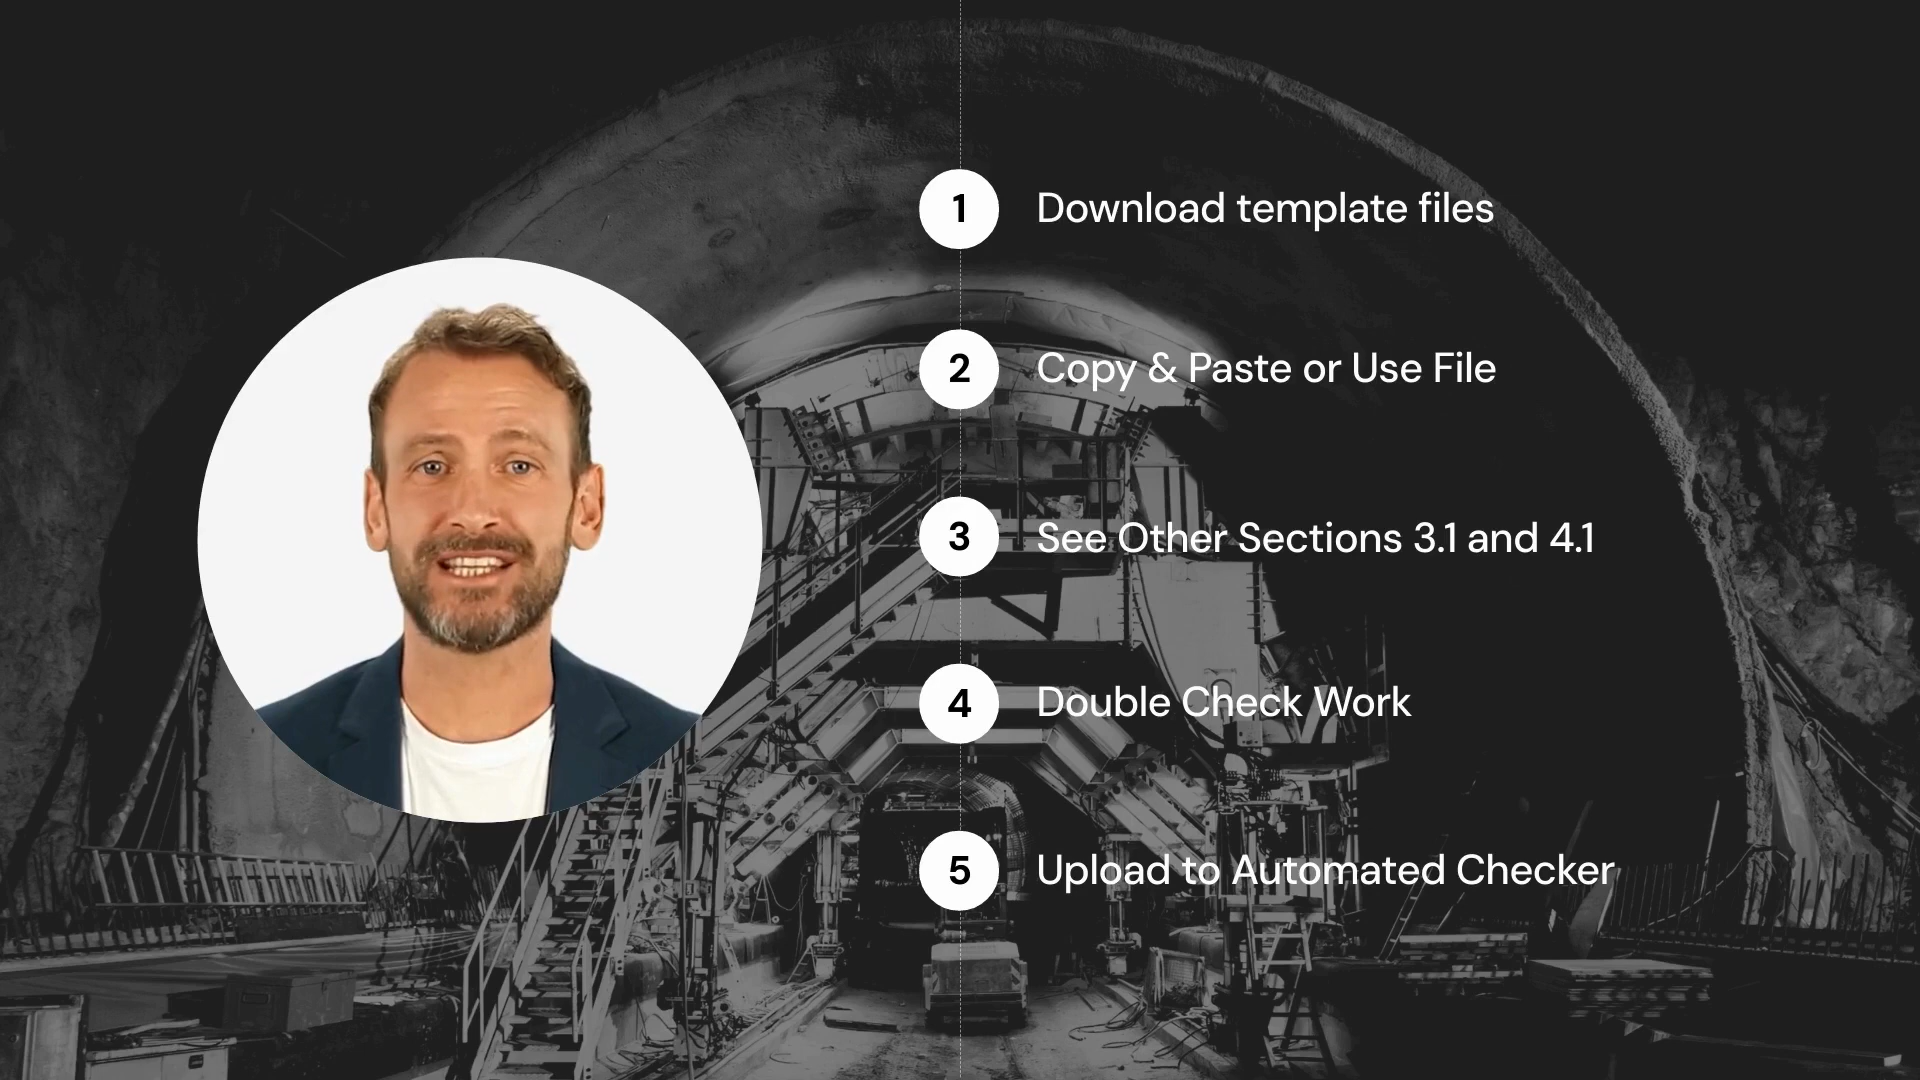 1 Download template files
2 Copy & Paste or Use File
3 See Other Sections 3.1 and 4.1
4 Double Check Work
5 Upload to Automated Checker